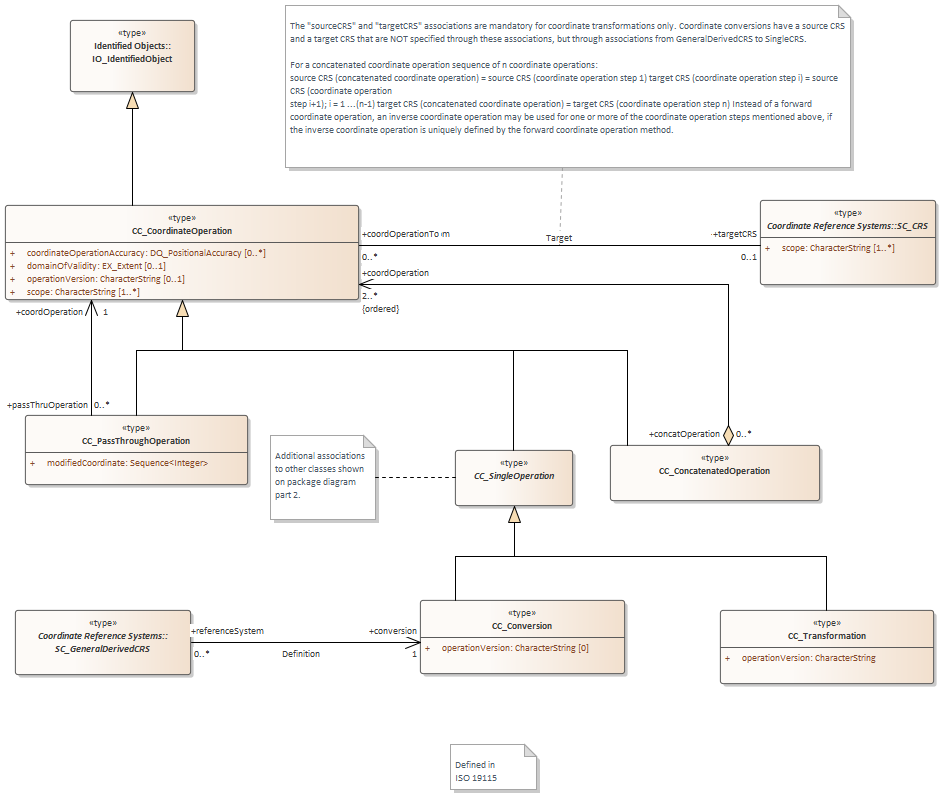 The "sourceCRS" and "targetCRS" associations are mandatory for coordinate transformations only. Coordinate conversions have a source CRS
and a target CRS that are NOT specified through these associations, but through associations from GeneralDerivedCRS to SingleCRS.
For a concatenated coordinate operation sequence of n coordinate operations:
source CRS (concatenated coordinate operation) = source CRS (coordinate operation step 1) target CRS (coordinate operation step i) = source
CRS (coordinate operation
step i+1); i = 1 ...(n-1) target CRS (concatenated coordinate operation) = target CRS (coordinate operation step n) Instead of a forward
coordinate operation, an inverse coordinate operation may be used for one or more of the coordinate operation steps mentioned above, if
the inverse coordinate operation is uniquely defined by the forward coordinate operation method.
«type»
Identified Objects::
IO_IdentifiedObject
«type»
CC_CoordinateOperation
+ coordinateOperationAccuracy: DQ_PositionalAccuracy [0..*]
+ domainOfValidity: EX_Extent [0..1]
+ operationVersion: CharacterString [0..1]
+ scope: CharacterString [1..*]
+coordOperationTo m
0..*
Target
+targetCRS
0..1
«type»
Coordinate Reference Systems::SC_CRS
+ scope: CharacterString [1..*]
+coordOperation
2..*
{ordered}
+coordOperation 1
+passThruOperation 0..*
«type»
CC_PassThroughOperation
+ modifiedCoordinate: Sequence<Integer>
Additional associations
to other classes shown
on package diagram
part 2.
«type»
CC_SingleOperation
+concatOperation 0..*
«type»
CC_ConcatenatedOperation
«type»
Coordinate Reference Systems::
SC_GeneralDerivedCRS
+referenceSystem
0..*
Definition
+conversion
1
«type»
CC_Conversion
+ operationVersion: CharacterString [0]
«type»
CC_Transformation
+ operationVersion: CharacterString
Defined in
ISO 19115